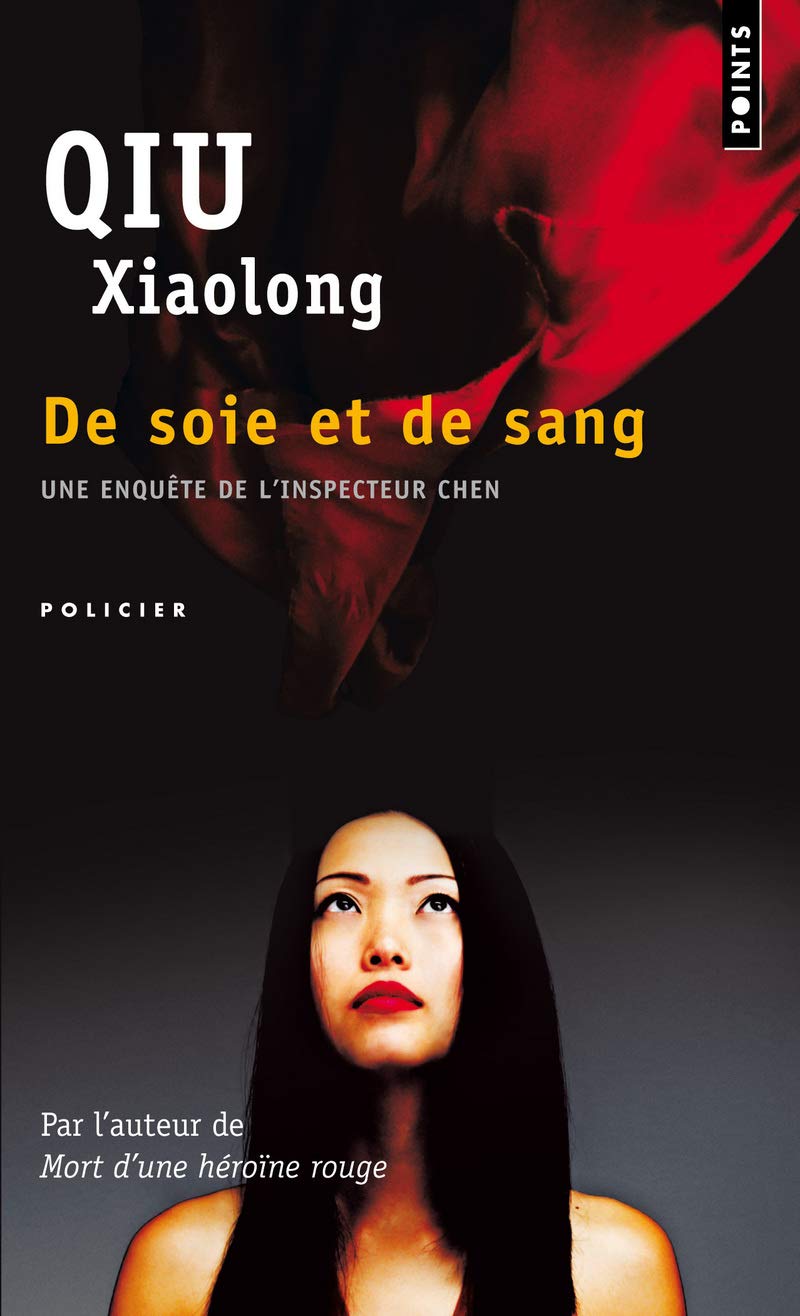 POINTS
QIU
Xiaolong
De soie et de sang
UNE ENQUÊTE DE L'INSPECTEUR CHEN
POLICIER
Par l'auteur de
Mort d'une héroïne rouge